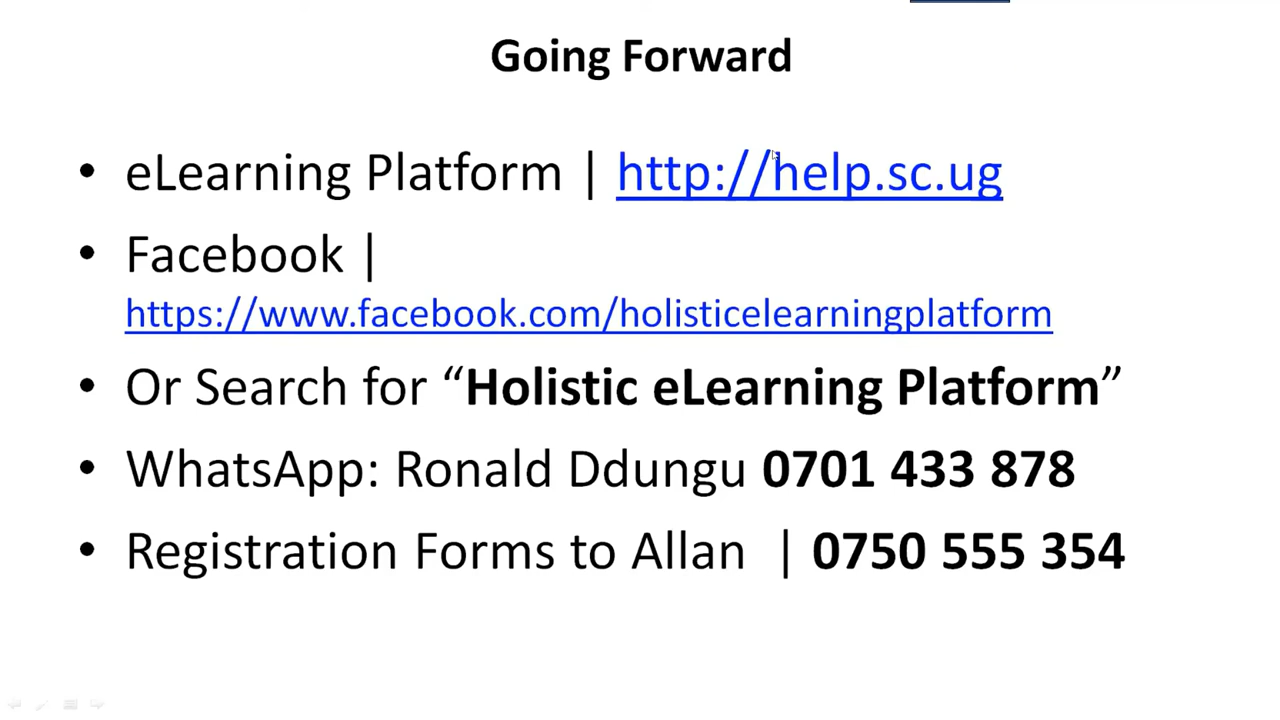 Going Forward
• eLearning Platform | http://help.sc.ug
• Facebook |
https://www.facebook.com/holisticelearningplatform
• Or Search for “Holistic eLearning Platform”
• WhatsApp: Ronald Ddungu 0701 433 878
• Registration Forms to Allan | 0750 555 354